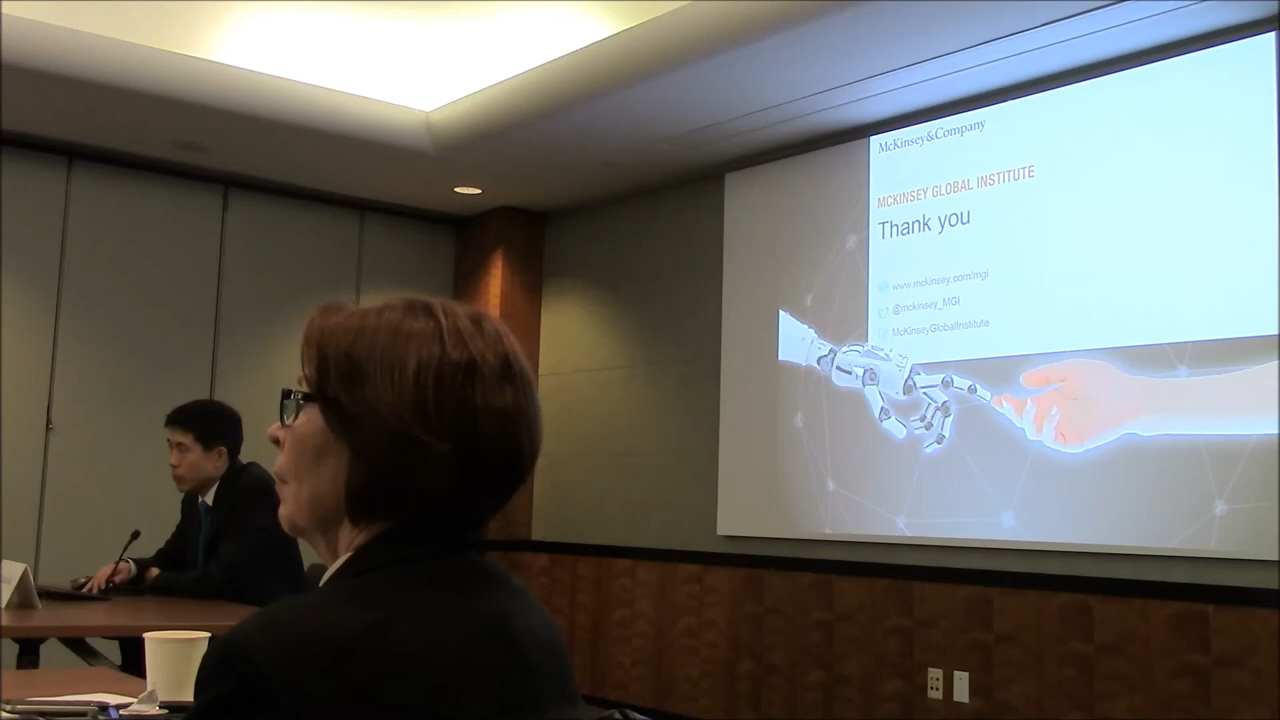 McKinsey&Company
MCKINSEY GLOBAL INSTITUTE
Thank you
www.mckinsey.com/mgi
@mckinsey_MGI
McKinseyGlobalInstitute